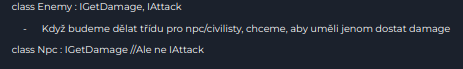 class Enemy : IGetDamage, IAttack
- Když budeme dělat třídu pro npc/civilisty, chceme, aby uměli jenom dostat damage
class Npc : IGetDamage //Ale ne IAttack